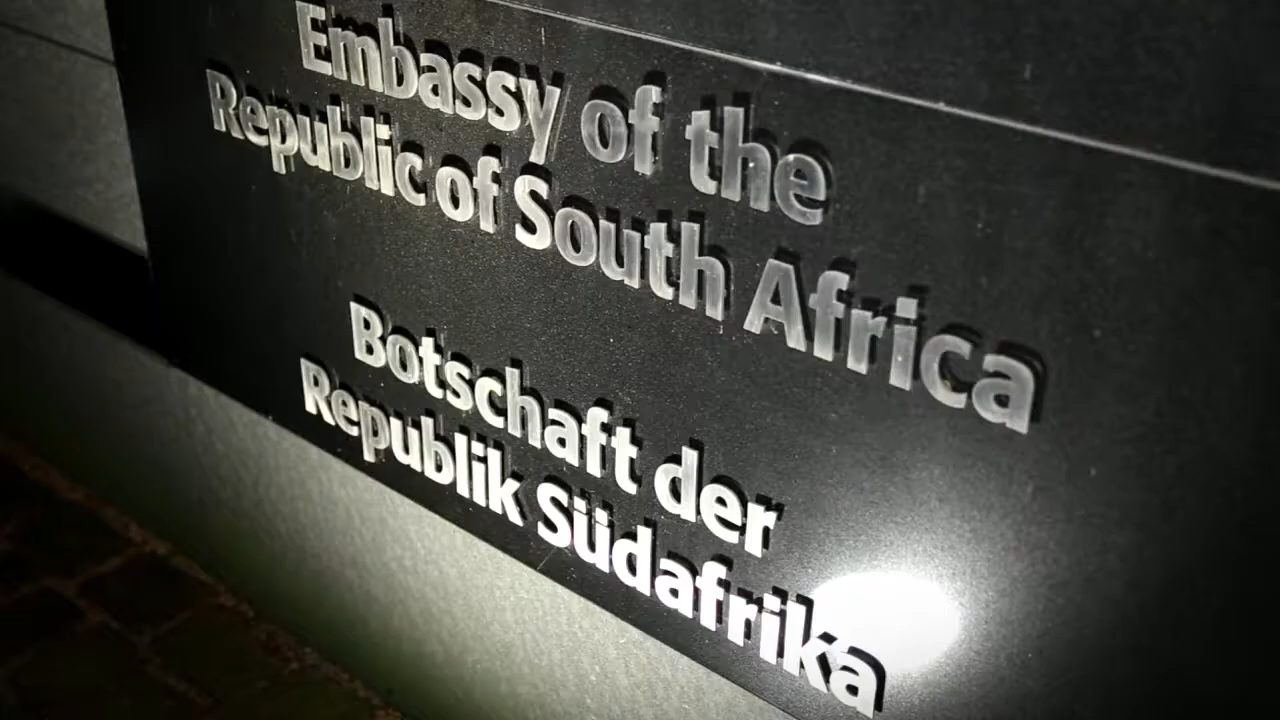 Embassy of the
Republic of South Africa
Botschaft der
Republik Südafrika